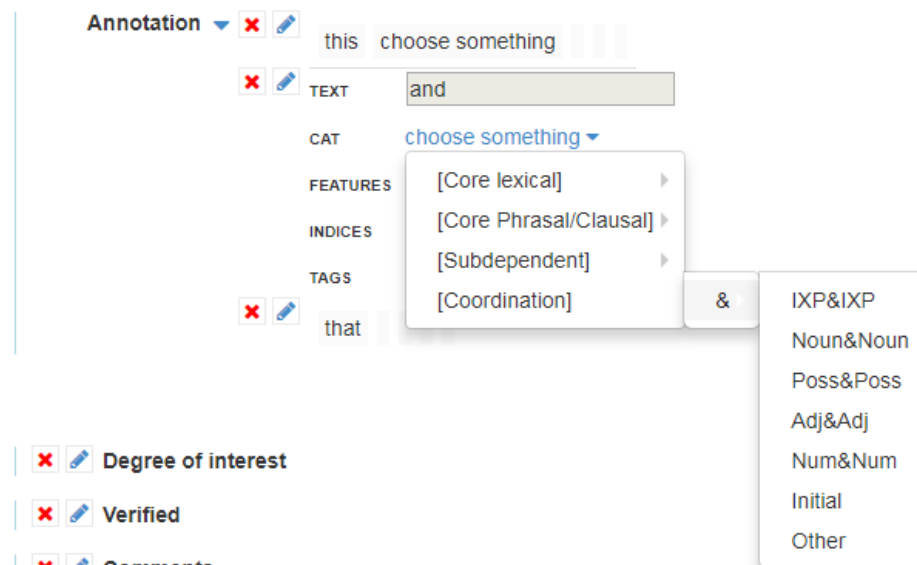 Annotation
this choose something
TEXT and
CAT choose something
FEATURES
INDICES
TAGS
that
[Core lexical]
[Core Phrasal/Clausal]
[Subdependent]
[Coordination]
&
IXP&IXP
Noun&Noun
Poss&Poss
Adj&Adj
Num&Num
Initial
Other
Degree of interest
Verified
Comments